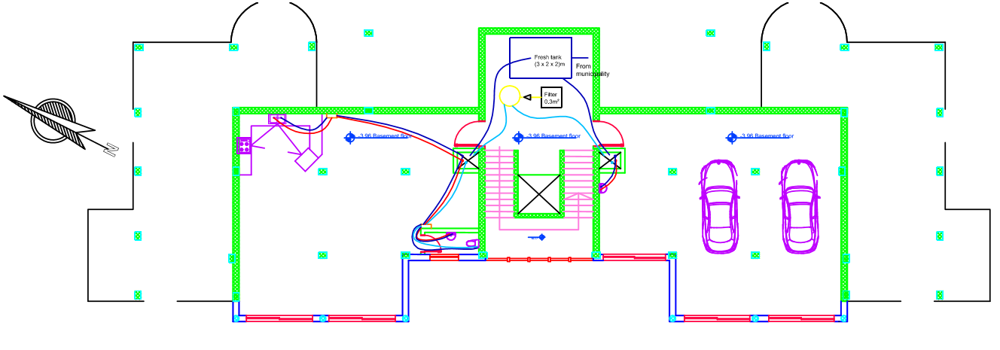 Fresh tank
(3 x 2 x 2)m
From
municipality
Filter
0.3m²
-3.96 Basement floor
-3.96 Basement floor
-3.96 Basement floor
N